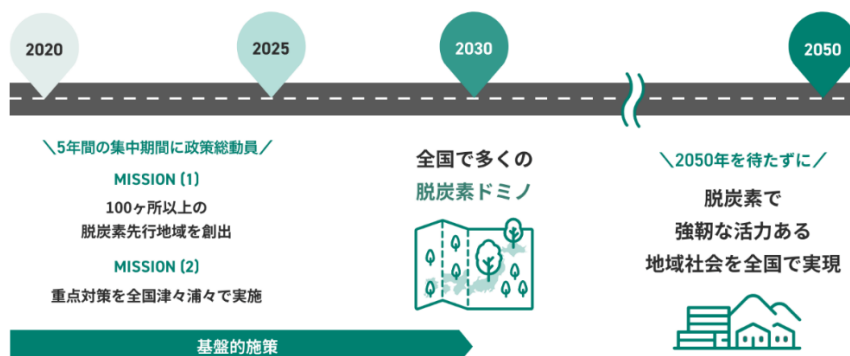 2020
2025
2030
2050
＼5年間の集中期間に政策総動員／
MISSION (1)
100ヶ所以上の
脱炭素先行地域を創出
MISSION (2)
重点対策を全国津々浦々で実施
基盤的施策
全国で多くの
脱炭素ドミノ
＼2050年を待たずに／
脱炭素で
強靭な活力ある
地域社会を全国で実現